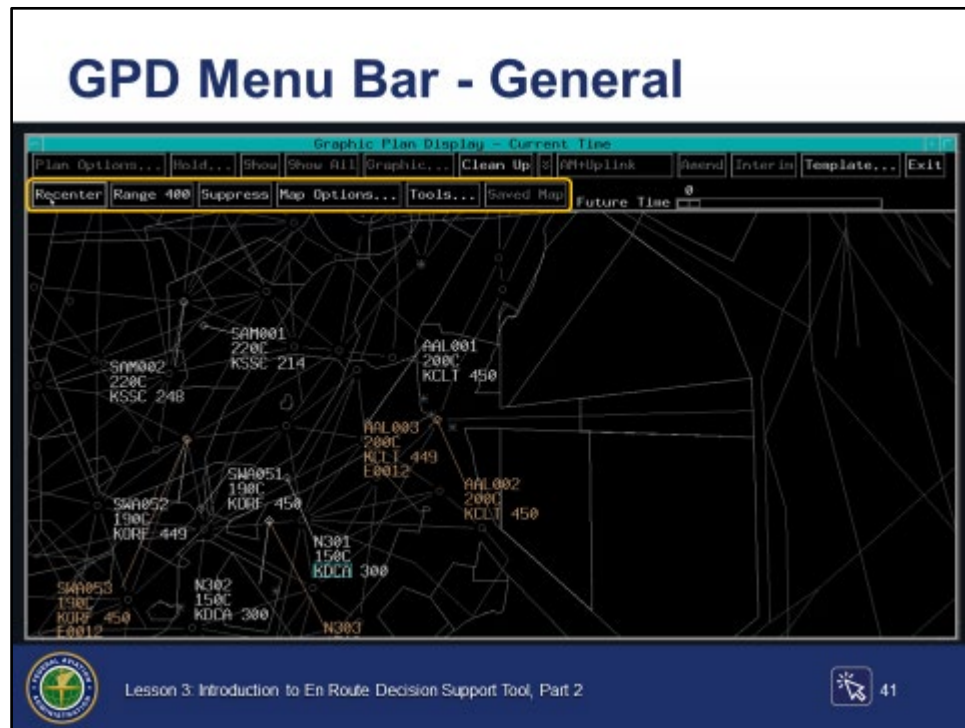 GPD Menu Bar - General
Graphic Plan Display - Current Time
Plan Options... Hold... Show Show All Graphic... Clean Up AM+Uplink Amend Interim Template... Exit
Recenter Range 400 Suppress Map Options... Tools... Saved Map Future Time 0
SAM001
220C
KSSC 214
SAM002
220C
KSSC 248
AAL001
200C
KCLT 450
AAL003
200C
KCLT 449
E0012
AAL002
200C
KCLT 450
SWA051
190C
KORF 450
SWA052
190C
KORF 449
N301
150C
KDCA 300
N302
150C
KDCA 300
SWA053
190C
KORF 450
E0012
N303
FEDERAL AVIATION ADMINISTRATION
Lesson 3: Introduction to En Route Decision Support Tool, Part 2
41